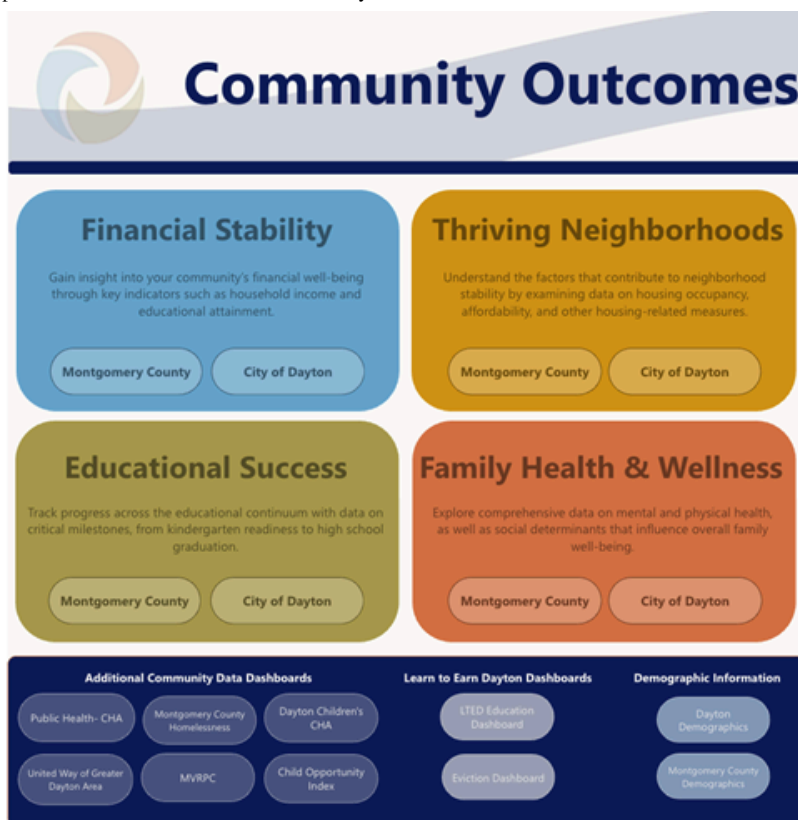 Community Outcomes
Financial Stability
Gain insight into your community's financial well-being
through key indicators such as household income and
educational attainment.
Montgomery County
City of Dayton
Thriving Neighborhoods
Understand the factors that contribute to neighborhood
stability by examining data on housing occupancy,
affordability, and other housing-related measures.
Montgomery County
City of Dayton
Educational Success
Track progress across the educational continuum with data on
critical milestones, from kindergarten readiness to high school
graduation.
Montgomery County
City of Dayton
Family Health & Wellness
Explore comprehensive data on mental and physical health,
as well as social determinants that influence overall family
well-being.
Montgomery County
City of Dayton
Additional Community Data Dashboards
Public Health- CHA
Montgomery County
Homelessness
Dayton Children's
CHA
United Way of Greater
Dayton Area
MVRPC
Child Opportunity
Index
Learn to Earn Dayton Dashboards
LTED Education
Dashboard
Eviction Dashboard
Demographic Information
Dayton
Demographics
Montgomery County
Demographics